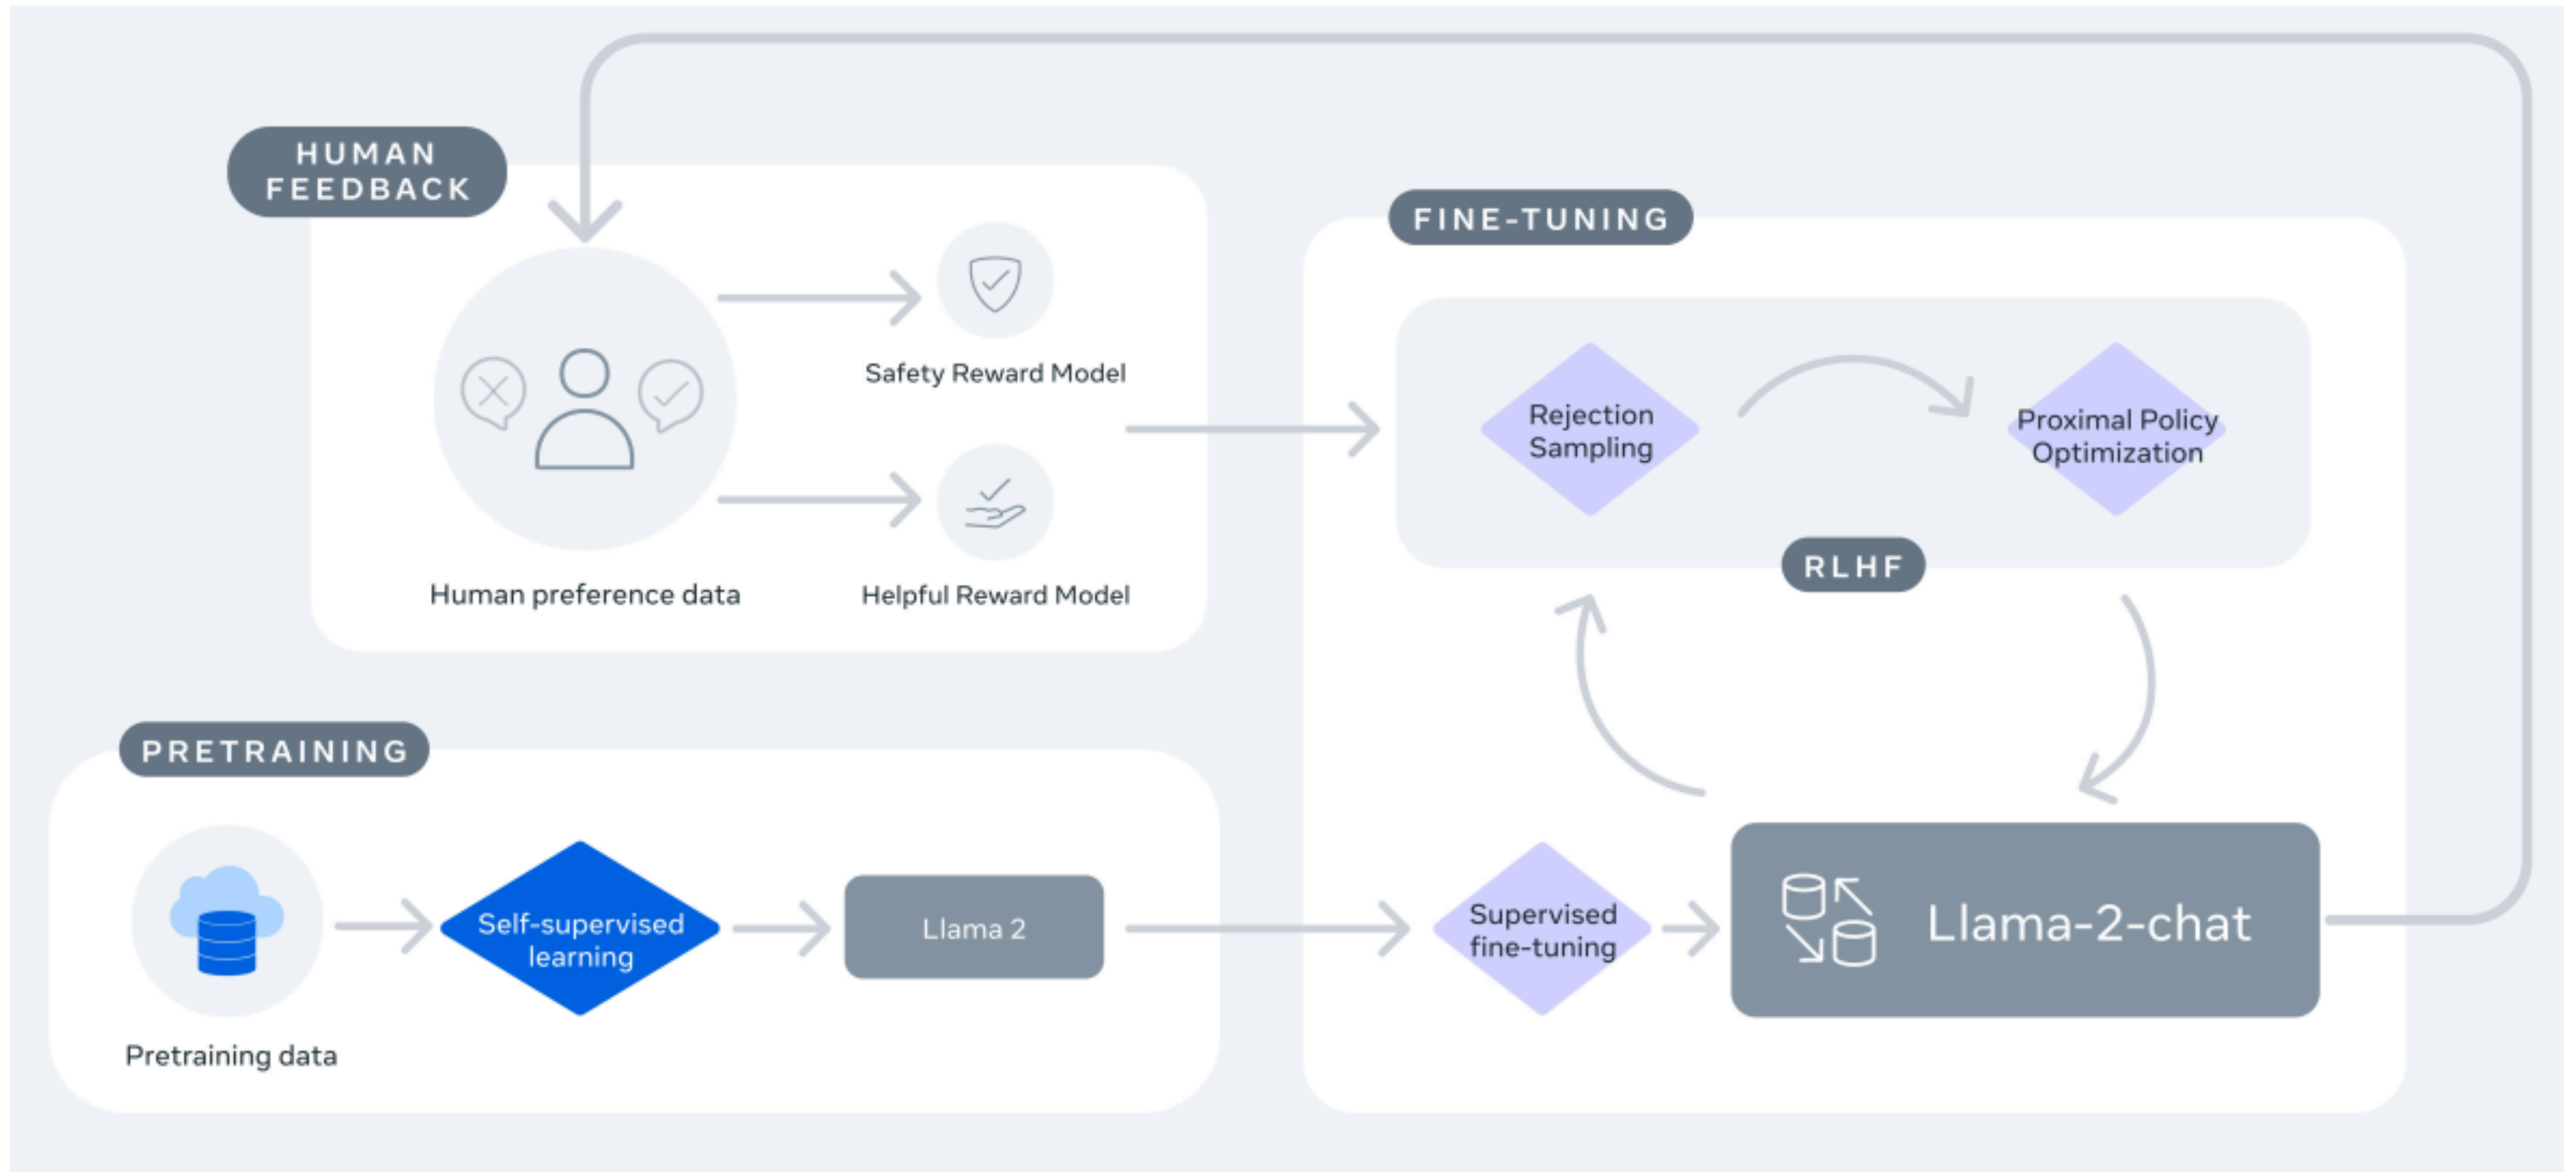 HUMAN
FEEDBACK
Safety Reward Model
Human preference data
Helpful Reward Model
FINE-TUNING
Rejection
Sampling
Proximal Policy
Optimization
RLHF
PRETRAINING
Pretraining data
Self-supervised
learning
Llama 2
Supervised
fine-tuning
Llama-2-chat